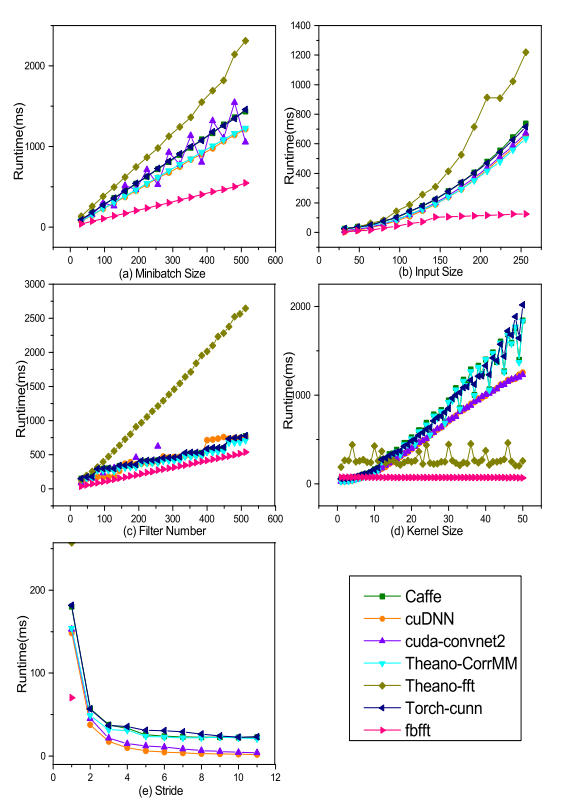 2500
2000
1000
0
Runtime(ms)
0 100 200 300 400 500 600
(a) Minibatch Size
1400
1200
1000
800
600
400
200
0
Runtime(ms)
0 50 100 150 200 250
(b) Input Size
3000
2500
2000
1500
1000
500
0
Runtime(ms)
0 100 200 300 400 500 600
(c) Filter Number
2000
1000
0
Runtime(ms)
0 10 20 30 40 50
(d) Kernel Size
200
100
0
Runtime(ms)
0 2 4 6 8 10 12
(e) Stride
Caffe
cuDNN
cuda-convnet2
Theano-CorrMM
Theano-fft
Torch-cunn
fbfft